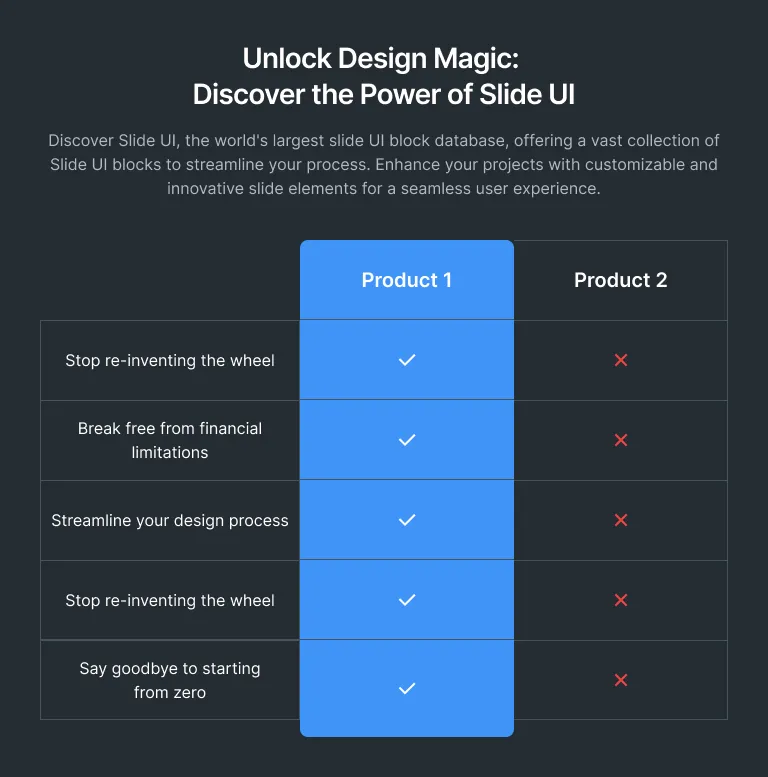 Unlock Design Magic:
Discover the Power of Slide UI
Discover Slide UI, the world's largest slide UI block database, offering a vast collection of
Slide UI blocks to streamline your process. Enhance your projects with customizable and
innovative slide elements for a seamless user experience.
Product 1
Product 2
Stop re-inventing the wheel
Break free from financial
limitations
Streamline your design process
Stop re-inventing the wheel
Say goodbye to starting
from zero